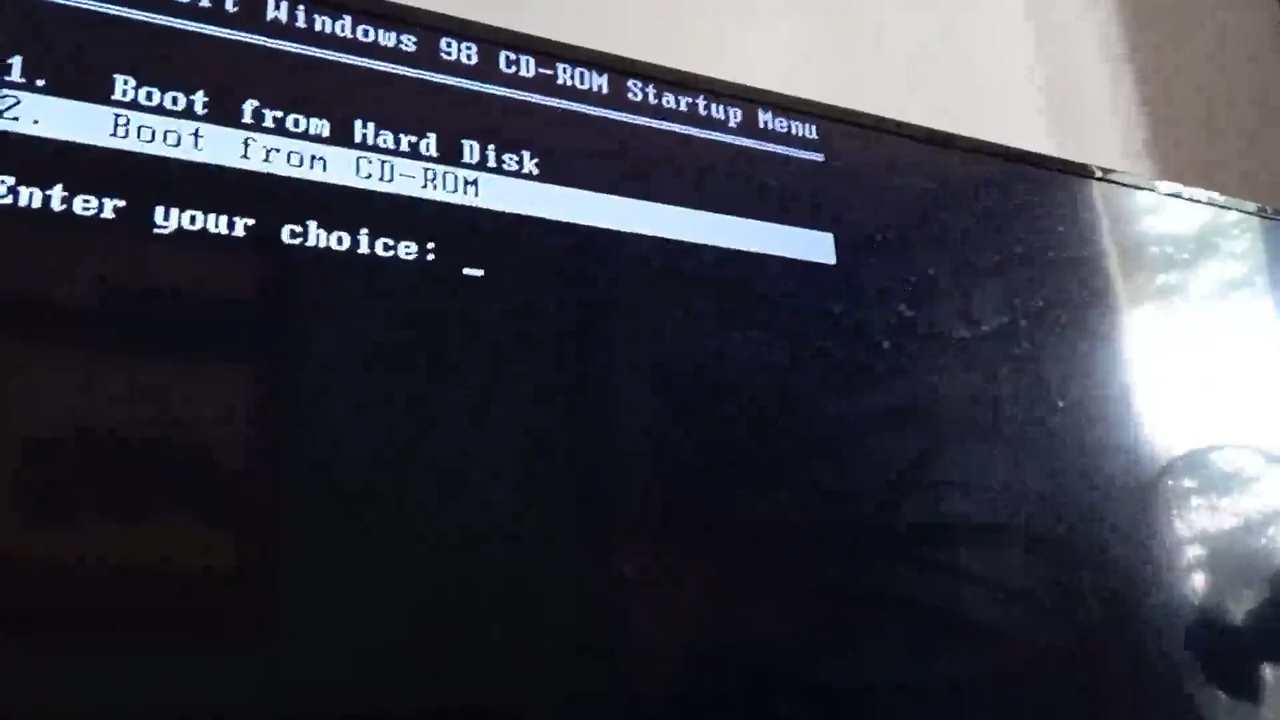 Windows 98 CD-ROM Startup Menu
1. Boot from Hard Disk
2. Boot from CD-ROM
Enter your choice: _